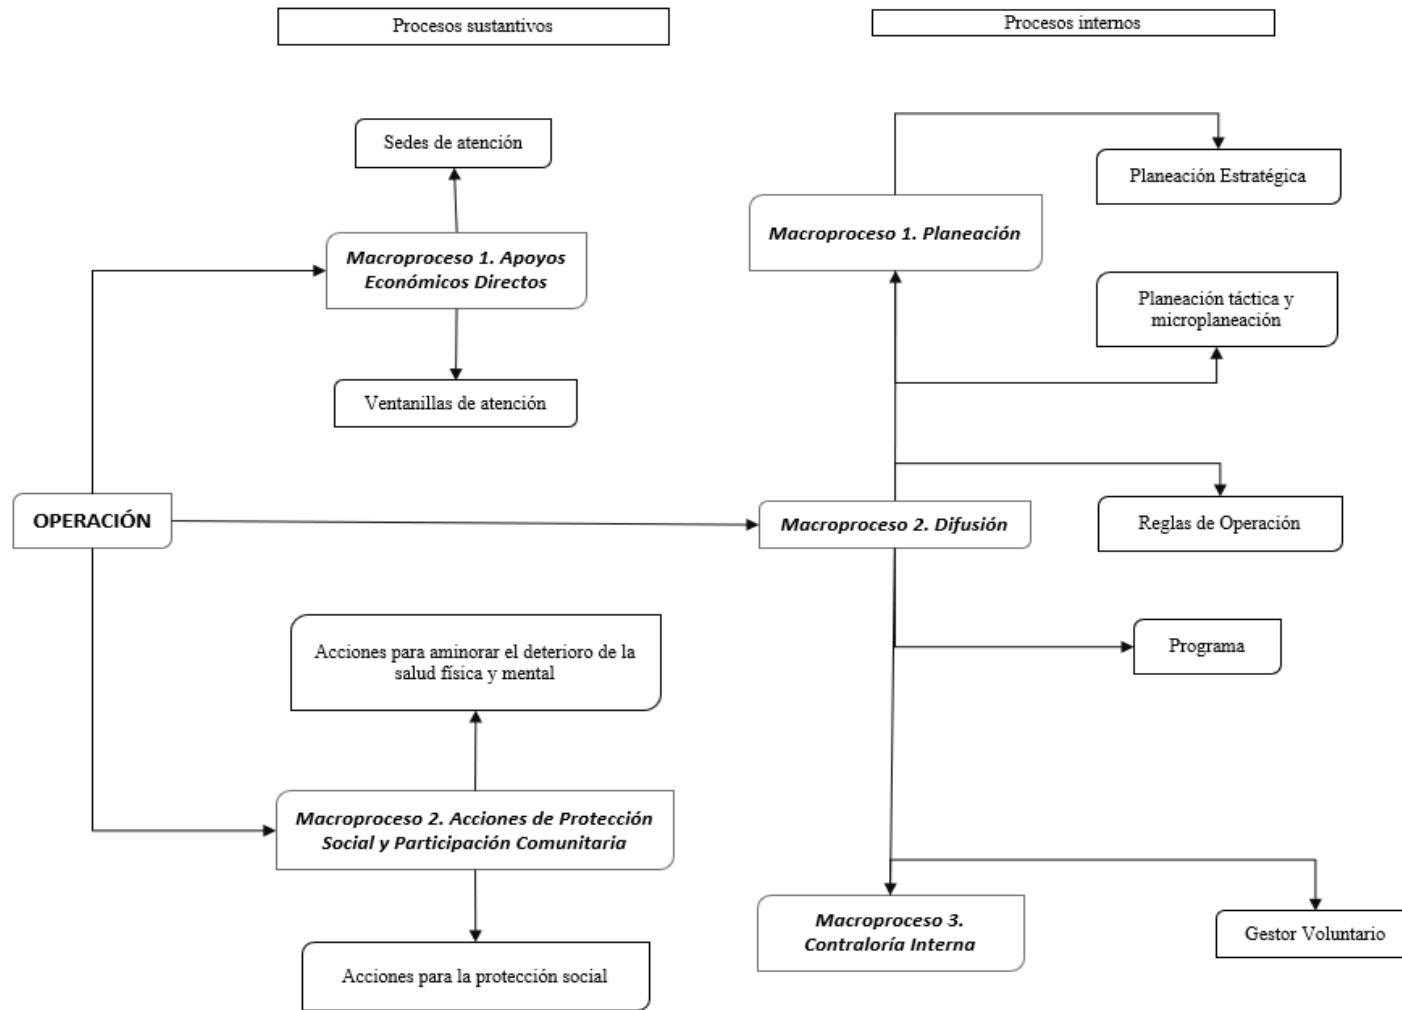 Procesos sustantivos
Procesos internos
Sedes de atención
Planeación Estratégica
Macroproceso 1. Planeación
Macroproceso 1. Apoyos
Económicos Directos
Planeación táctica y
microplaneación
Ventanillas de atención
OPERACIÓN
Macroproceso 2. Difusión
Reglas de Operación
Acciones para aminorar el deterioro de la
salud física y mental
Programa
Macroproceso 2. Acciones de Protección
Social y Participación Comunitaria
Macroproceso 3.
Contraloría Interna
Gestor Voluntario
Acciones para la protección social